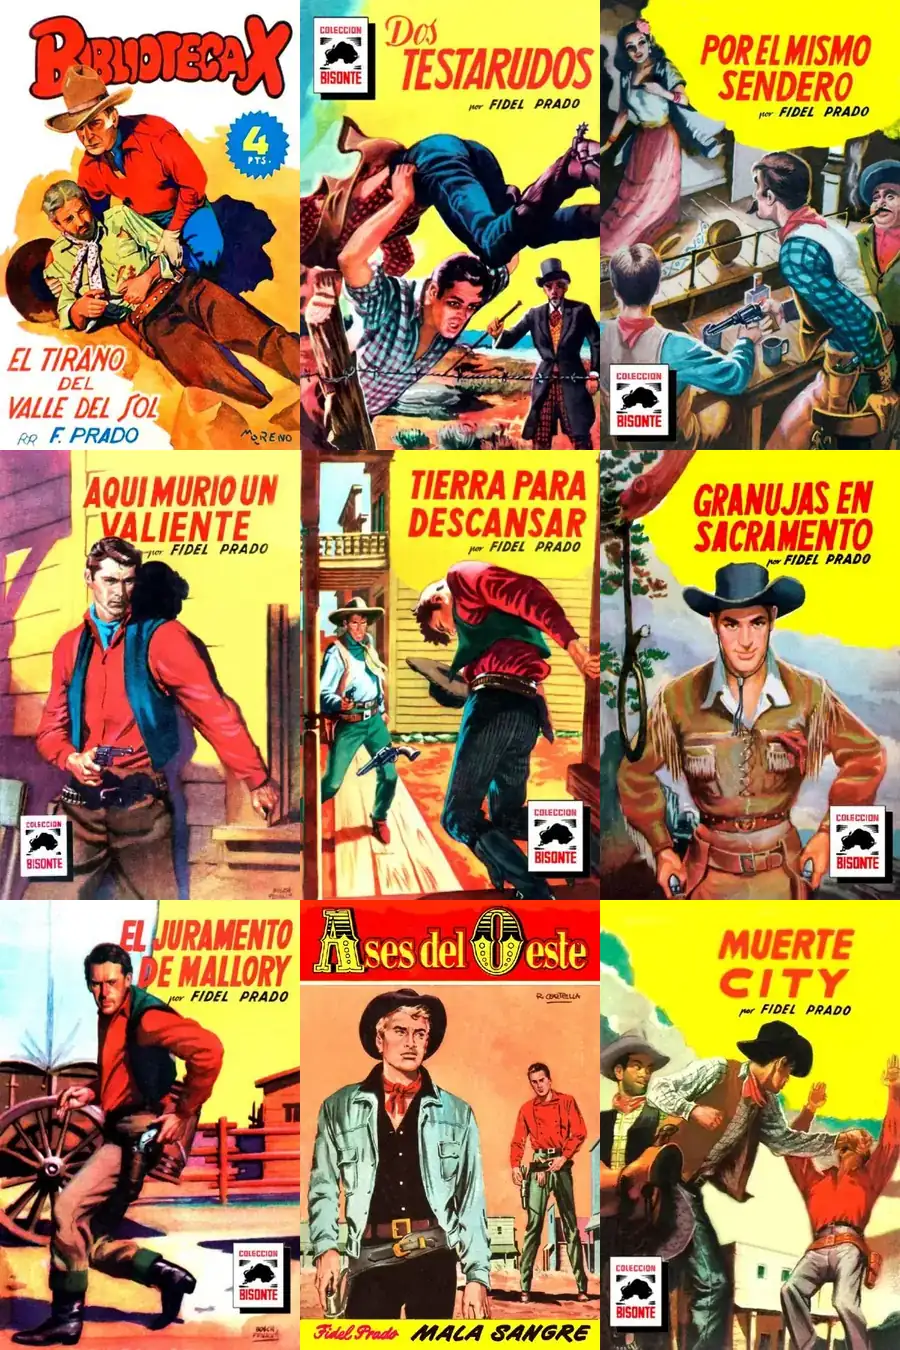 BIBLIOTECA X
4
PTS.
EL TIRANO
DEL
VALLE DEL SOL
POR F. PRADO
MORENO
COLECCION
BISONTE
Dos
TESTARUDOS
por FIDEL PRADO
POR EL MISMO
SENDERO
por FIDEL PRADO
COLECCION
BISONTE
AQUI MURIO UN
VALIENTE
por FIDEL PRADO
COLECCION
BISONTE
TIERRA PARA
DESCANSAR
por FIDEL PRADO
COLECCION
BISONTE
GRANUJAS EN
SACRAMENTO
por FIDEL PRADO
COLECCION
BISONTE
EL JURAMENTO
DE MALLORY
por FIDEL PRADO
COLECCION
BISONTE
BOSCH
PENALVA
Ases del Oeste
Fidel Prado MALA SANGRE
MUERTE
CITY
por FIDEL PRADO
COLECCION
BISONTE